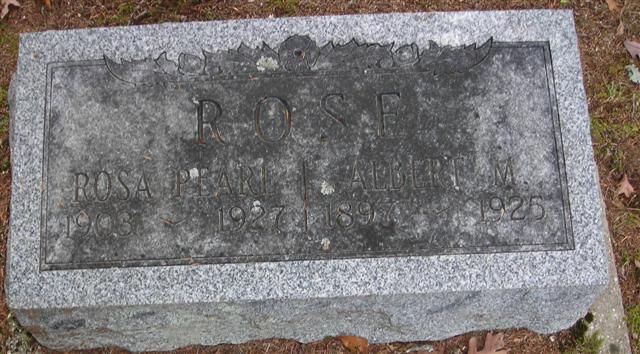 ROSE
ROSA PEARL | ALBERT M.
1903 ~ 1927 | 1897 ~ 1925